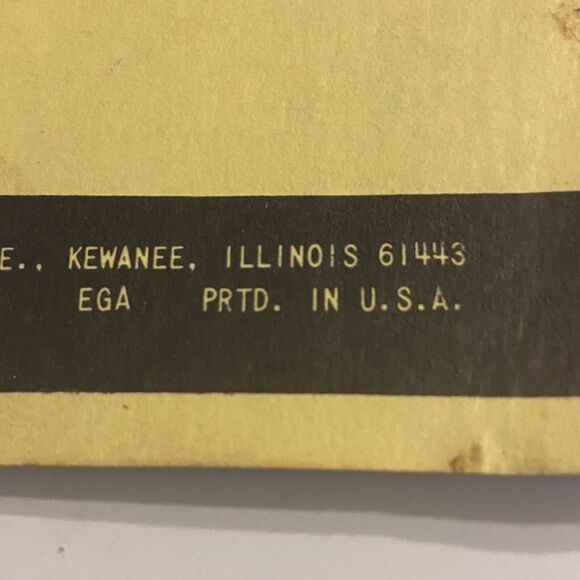 E., KEWANEE, ILLINOIS 61443
EGA PRTD. IN U.S.A.